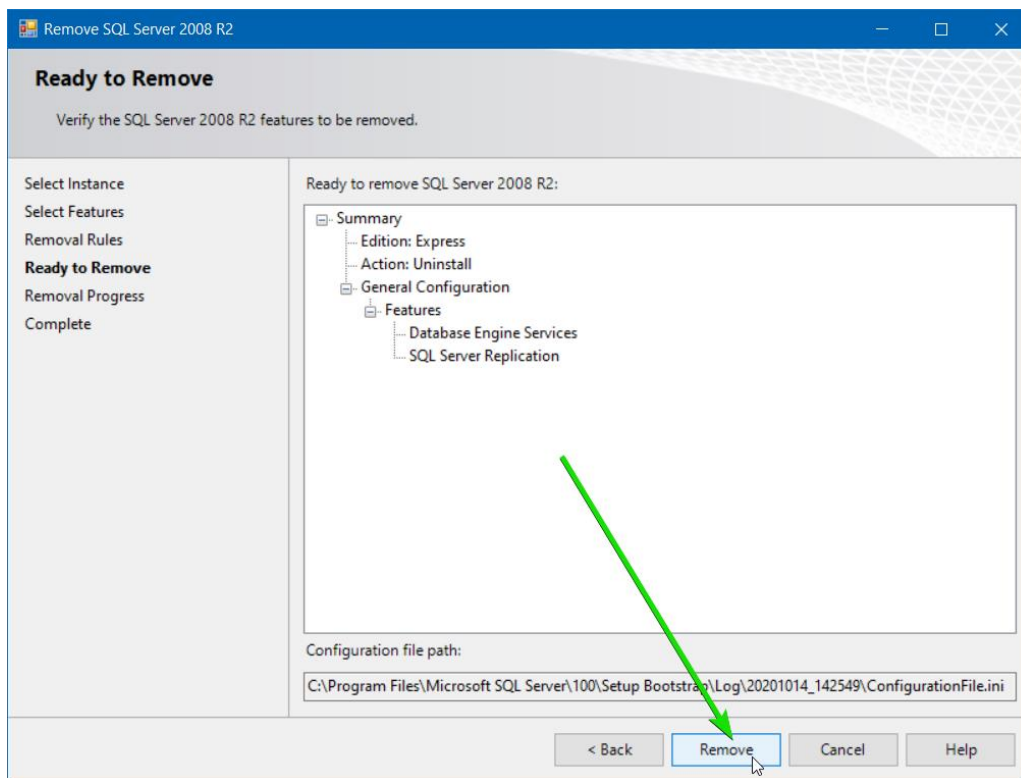 Remove SQL Server 2008 R2
Ready to Remove
Verify the SQL Server 2008 R2 features to be removed.
Select Instance
Select Features
Removal Rules
Ready to Remove
Removal Progress
Complete
Ready to remove SQL Server 2008 R2:
Summary
Edition: Express
Action: Uninstall
General Configuration
Features
Database Engine Services
SQL Server Replication
Configuration file path:
C:\Program Files\Microsoft SQL Server\100\Setup Bootstrap\Log\20201014_142549\ConfigurationFile.ini
< Back Remove Cancel Help